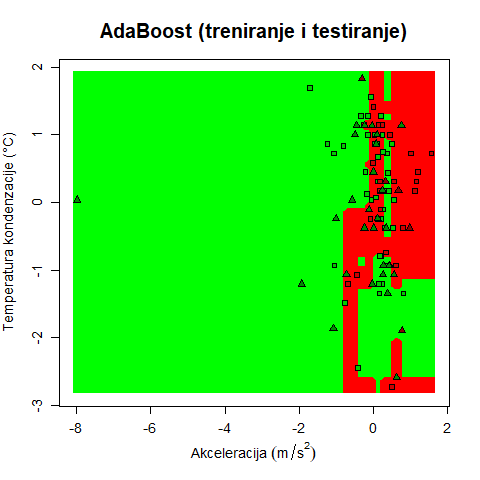 AdaBoost (treniranje i testiranje)
Temperatura kondenzacije (°C)
2
1
0
-1
-2
-3
-8 -6 -4 -2 0 2
Akceleracija (m/s²)